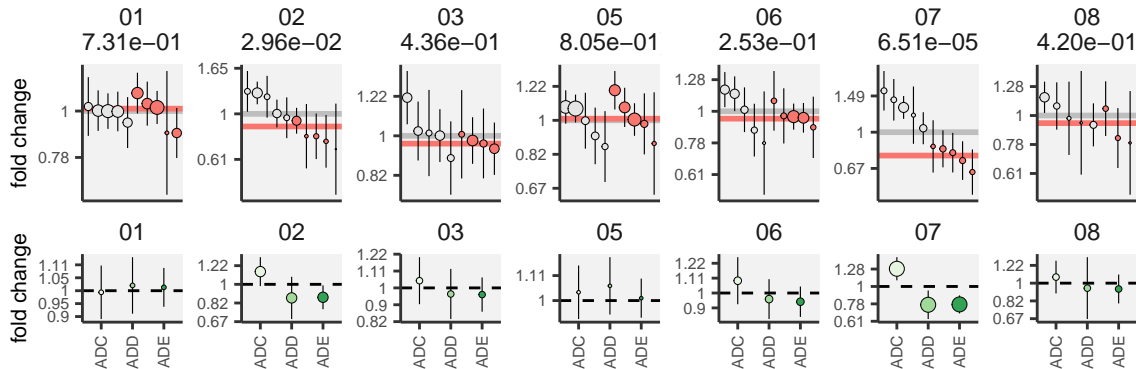 01 02 03 05 06 07 08
7.31e−01 2.96e−02 4.36e−01 8.05e−01 2.53e−01 6.51e−05 4.20e−01
fold change
1 0.78
1.65 1 0.61
1.22 1 0.82
1.22 1 0.82 0.67
1.28 1 0.78 0.61
1.49 1 0.67
1.28 1 0.78 0.61
01 02 03 05 06 07 08
fold change
1.11 1.05 1 0.95 0.9
1.22 1 0.82 0.67
1.22 1.11 1 0.9 0.82
1.11 1
1.22 1.11 1 0.9
1.28 1 0.78 0.61
1.22 1 0.82 0.67
ADC ADD ADE ADC ADD ADE ADC ADD ADE ADC ADD ADE ADC ADD ADE ADC ADD ADE ADC ADD ADE